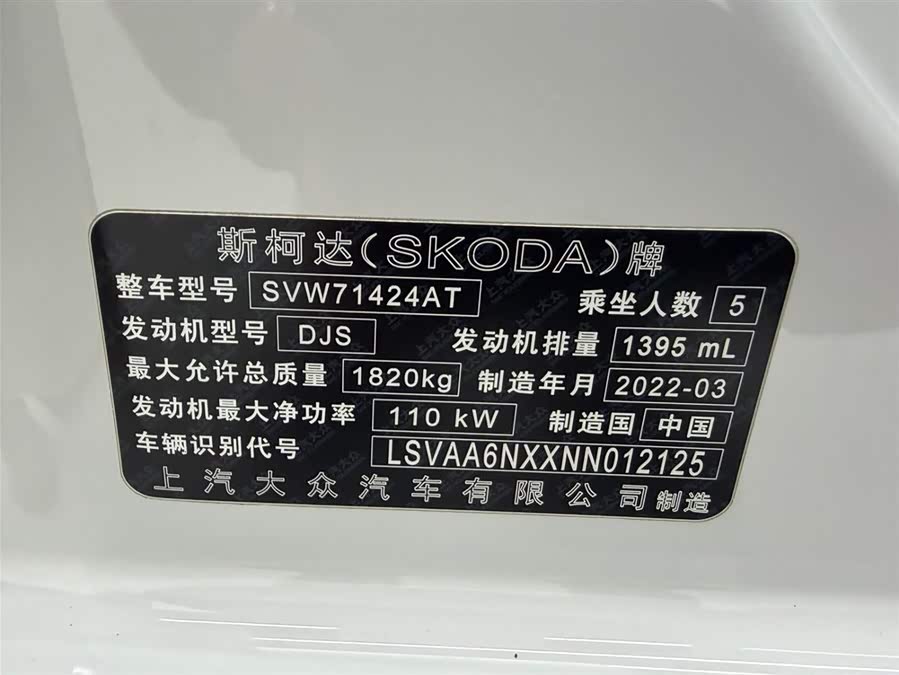 斯柯达(SKODA)牌
整车型号 SVW71424AT 乘坐人数 5
发动机型号 DJS 发动机排量 1395 mL
最大允许总质量 1820kg 制造年月 2022-03
发动机最大净功率 110 kW 制造国 中国
车辆识别代号 LSVAA6NXXNN012125
上汽大众汽车有限公司制造